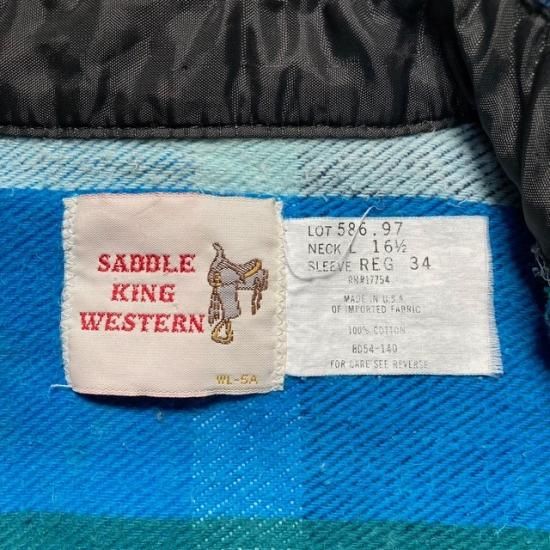 SADDLE
KING
WESTERN
WL-5A
LOT 586.97
NECK L 16½
SLEEVE REG 34
RN#17754
MADE IN U.S.A.
OF IMPORTED FABRIC
100% COTTON
8D54-140
FOR CARE SEE REVERSE